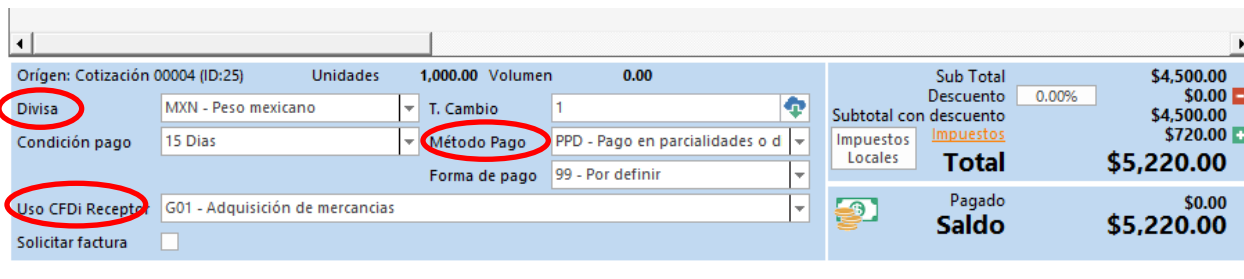 Orígen: Cotización 00004 (ID:25) Unidades 1,000.00 Volumen 0.00
Divisa MXN - Peso mexicano T. Cambio 1
Condición pago 15 Dias Método Pago PPD - Pago en parcialidades o d
Forma de pago 99 - Por definir
Uso CFDi Receptor G01 - Adquisición de mercancias
Solicitar factura
Sub Total $4,500.00
Descuento 0.00% $0.00
Subtotal con descuento $4,500.00
Impuestos Locales
Impuestos $720.00
Total $5,220.00
Pagado $0.00
Saldo $5,220.00